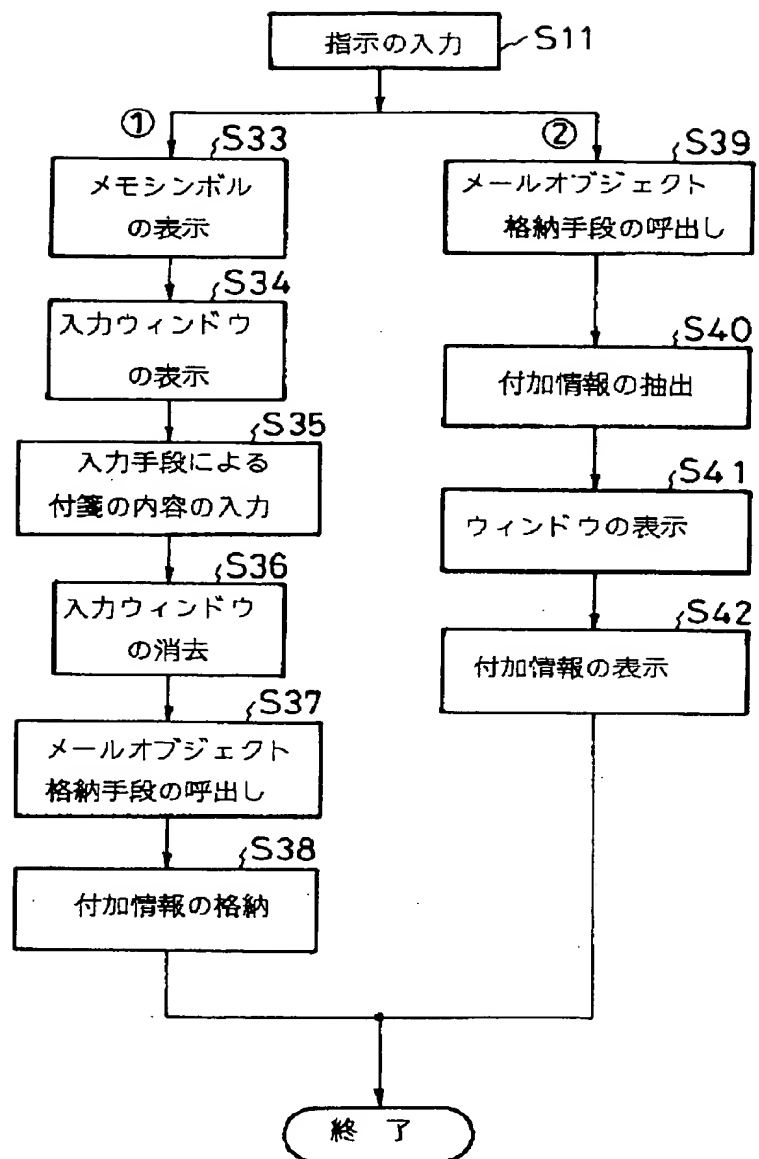 指示の入力
S11
①
S33
メモシンボル
の表示
S34
入力ウィンドウ
の表示
S35
入力手段による
付箋の内容の入力
S36
入力ウィンドウ
の消去
S37
メールオブジェクト
格納手段の呼出し
S38
付加情報の格納
②
S39
メールオブジェクト
格納手段の呼出し
S40
付加情報の抽出
S41
ウィンドウの表示
S42
付加情報の表示
終 了